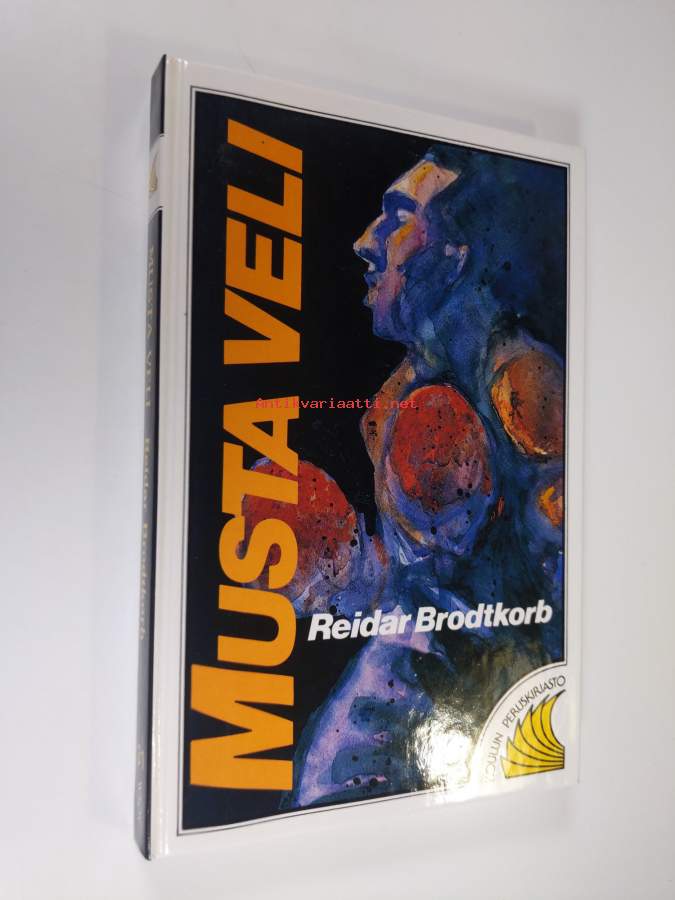 MUSTA VELI
Reidar Brodtkorb
KOULUN PERUSKIRJASTO
MUSTA VELI Reidar Brodtkorb
Antikvariaatti.net